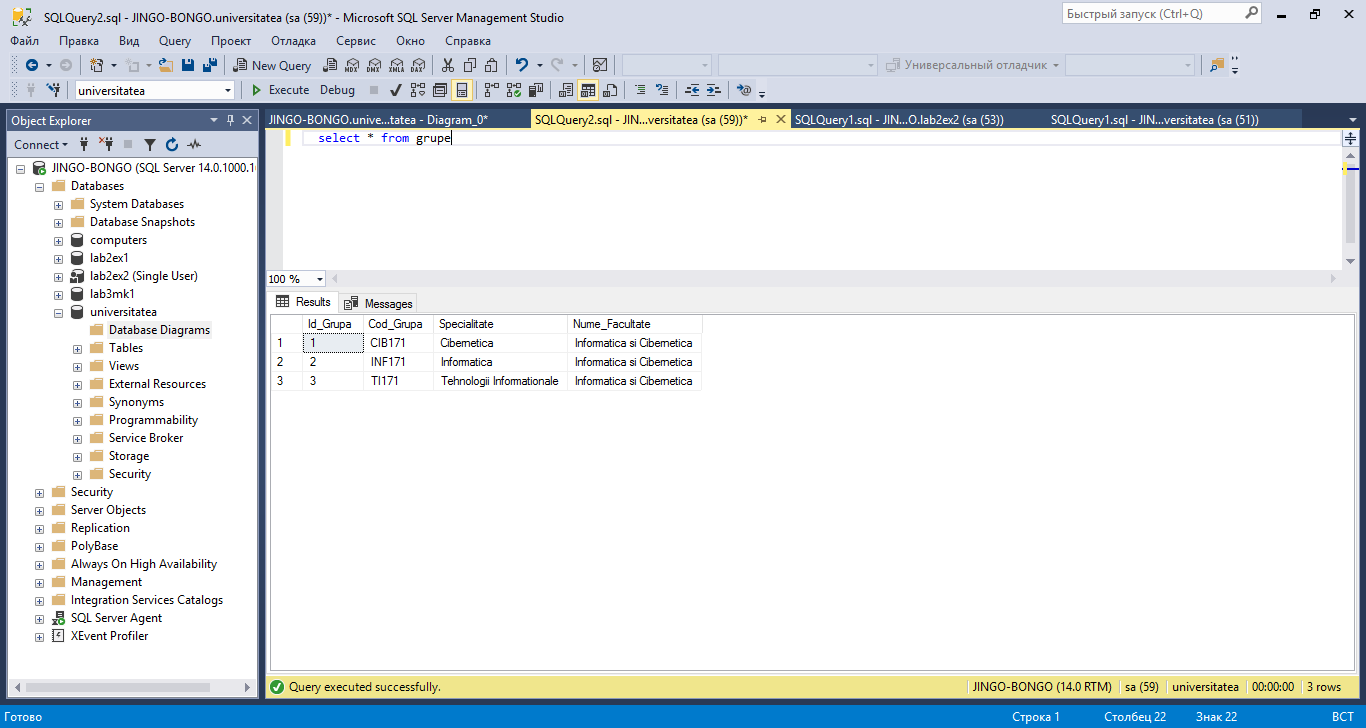 SQLQuery2.sql - JINGO-BONGO.universitatea (sa (59))* - Microsoft SQL Server Management Studio
Быстрый запуск (Ctrl+Q)
Файл Правка Вид Query Проект Отладка Сервис Окно Справка
New Query MDX DMX XMLA DAX Универсальный отладчик
universitatea Execute Debug
Object Explorer
JINGO-BONGO.unive...tatea - Diagram_0* SQLQuery2.sql - JIN...versitatea (sa (59))* SQLQuery1.sql - JIN...O.lab2ex2 (sa (53)) SQLQuery1.sql - JIN...versitatea (sa (51))
Connect
select * from grupe
JINGO-BONGO (SQL Server 14.0.1000.1
Databases
System Databases
Database Snapshots
computers
lab2ex1
lab2ex2 (Single User)
lab3mk1
universitatea
Database Diagrams
Tables
Views
External Resources
Synonyms
Programmability
Service Broker
Storage
Security
Security
Server Objects
Replication
PolyBase
Always On High Availability
Management
Integration Services Catalogs
SQL Server Agent
XEvent Profiler
100 %
Results Messages
Id_Grupa Cod_Grupa Specialitate Nume_Facultate
1 1 CIB171 Cibernetica Informatica si Cibernetica
2 2 INF171 Informatica Informatica si Cibernetica
3 3 TI171 Tehnologii Informationale Informatica si Cibernetica
Query executed successfully. JINGO-BONGO (14.0 RTM) sa (59) universitatea 00:00:00 3 rows
Готово Строка 1 Столбец 22 Знак 22 ВСТ